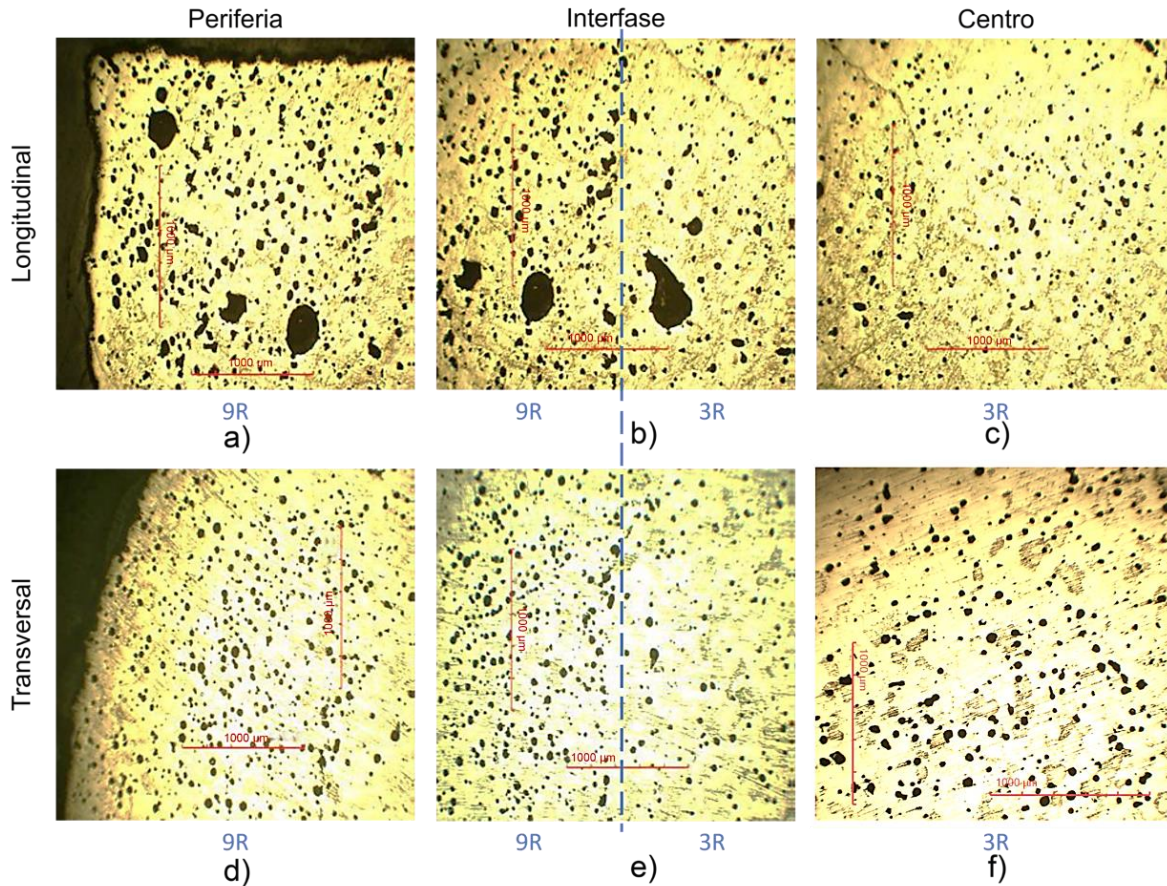 Periferia
Interfase
Centro
Longitudinal
1000 µm
1000 µm
1000 µm
1000 µm
1000 µm
1000 µm
9R
9R
3R
3R
a)
b)
c)
Transversal
1000 µm
1000 µm
1000 µm
1000 µm
1000 µm
1000 µm
9R
9R
3R
3R
d)
e)
f)